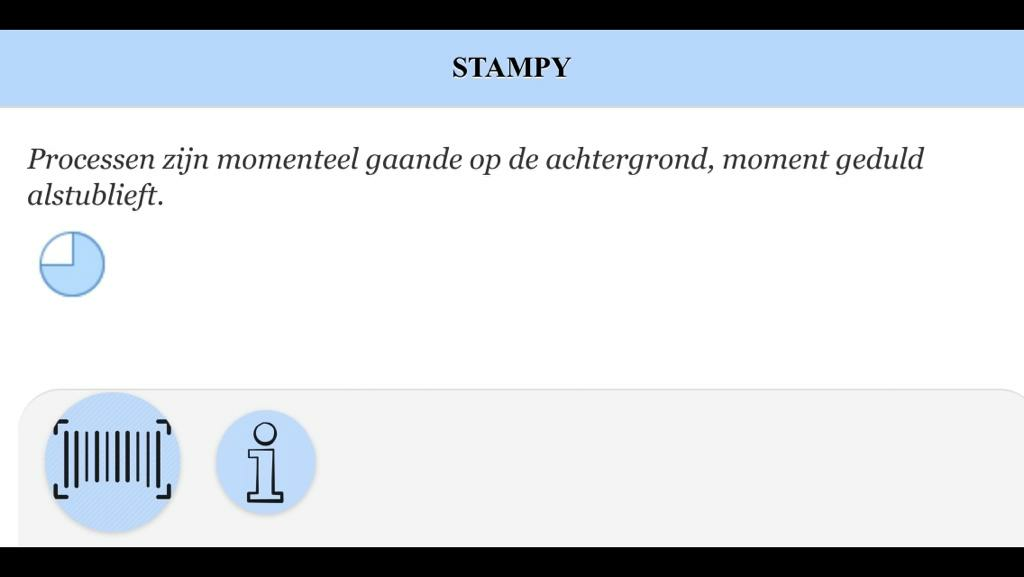 STAMPY
Processen zijn momenteel gaande op de achtergrond, moment geduld
alstublieft.